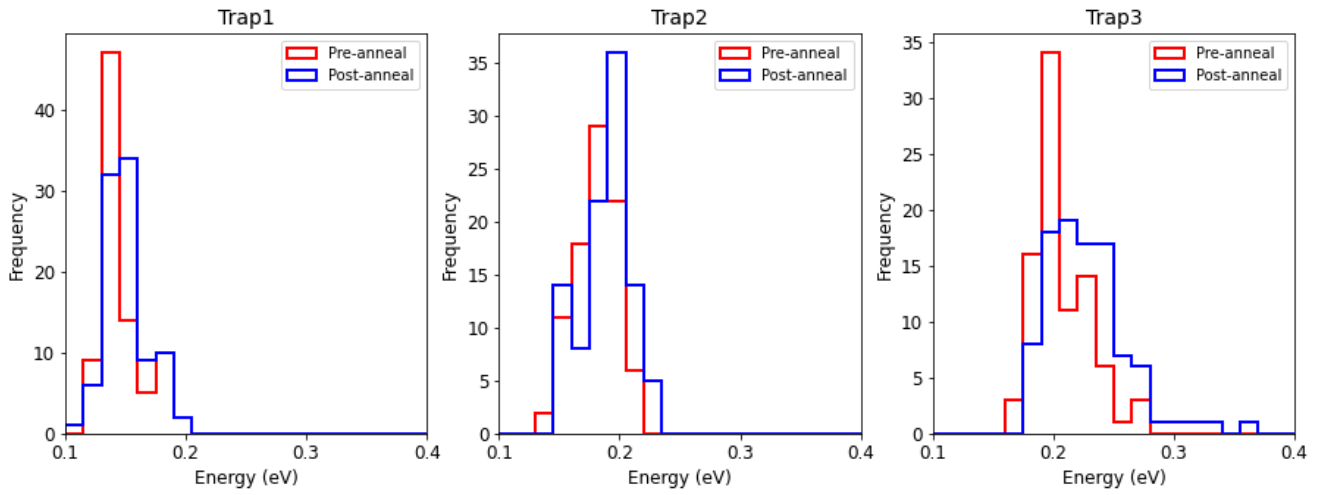 Trap1
Pre-anneal
Post-anneal
Frequency
40
30
20
10
0
0.1
0.2
0.3
0.4
Energy (eV)
Trap2
Pre-anneal
Post-anneal
Frequency
35
30
25
20
15
10
5
0
0.1
0.2
0.3
0.4
Energy (eV)
Trap3
Pre-anneal
Post-anneal
Frequency
35
30
25
20
15
10
5
0
0.1
0.2
0.3
0.4
Energy (eV)